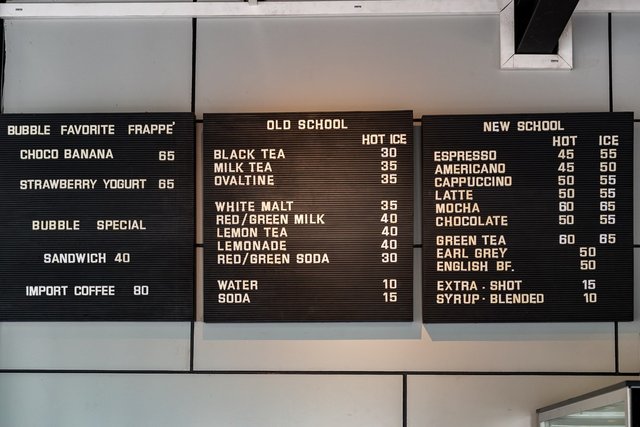 BUBBLE FAVORITE FRAPPE'
CHOCO BANANA 65
STRAWBERRY YOGURT 65
BUBBLE SPECIAL
SANDWICH 40
IMPORT COFFEE 80
OLD SCHOOL
HOT ICE
BLACK TEA 30
MILK TEA 35
OVALTINE 35
WHITE MALT 35
RED/GREEN MILK 40
LEMON TEA 40
LEMONADE 40
RED/GREEN SODA 30
WATER 10
SODA 15
NEW SCHOOL
HOT ICE
ESPRESSO 45 55
AMERICANO 45 50
CAPPUCCINO 50 55
LATTE 50 55
MOCHA 60 65
CHOCOLATE 50 55
GREEN TEA 60 65
EARL GREY 50
ENGLISH BF. 50
EXTRA · SHOT 15
SYRUP · BLENDED 10